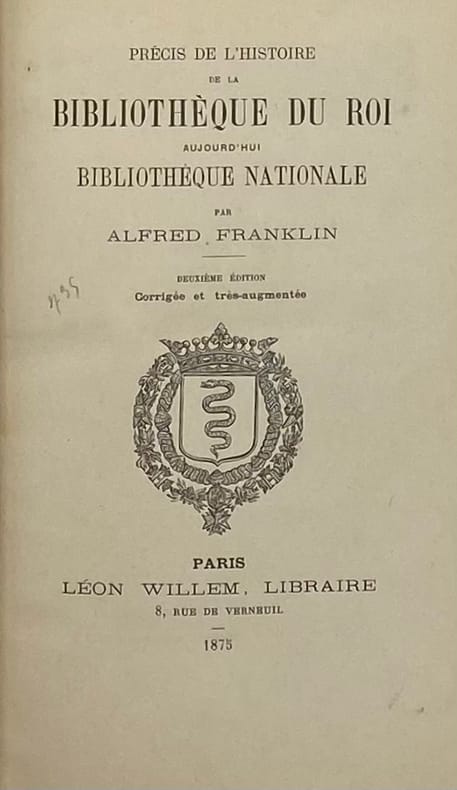 PRÉCIS DE L'HISTOIRE
DE LA
BIBLIOTHÈQUE DU ROI
AUJOURD'HUI
BIBLIOTHÈQUE NATIONALE
PAR
ALFRED FRANKLIN
DEUXIÈME ÉDITION
Corrigée et très-augmentée
PARIS
LÉON WILLEM, LIBRAIRE
8, RUE DE VERNEUIL
1875